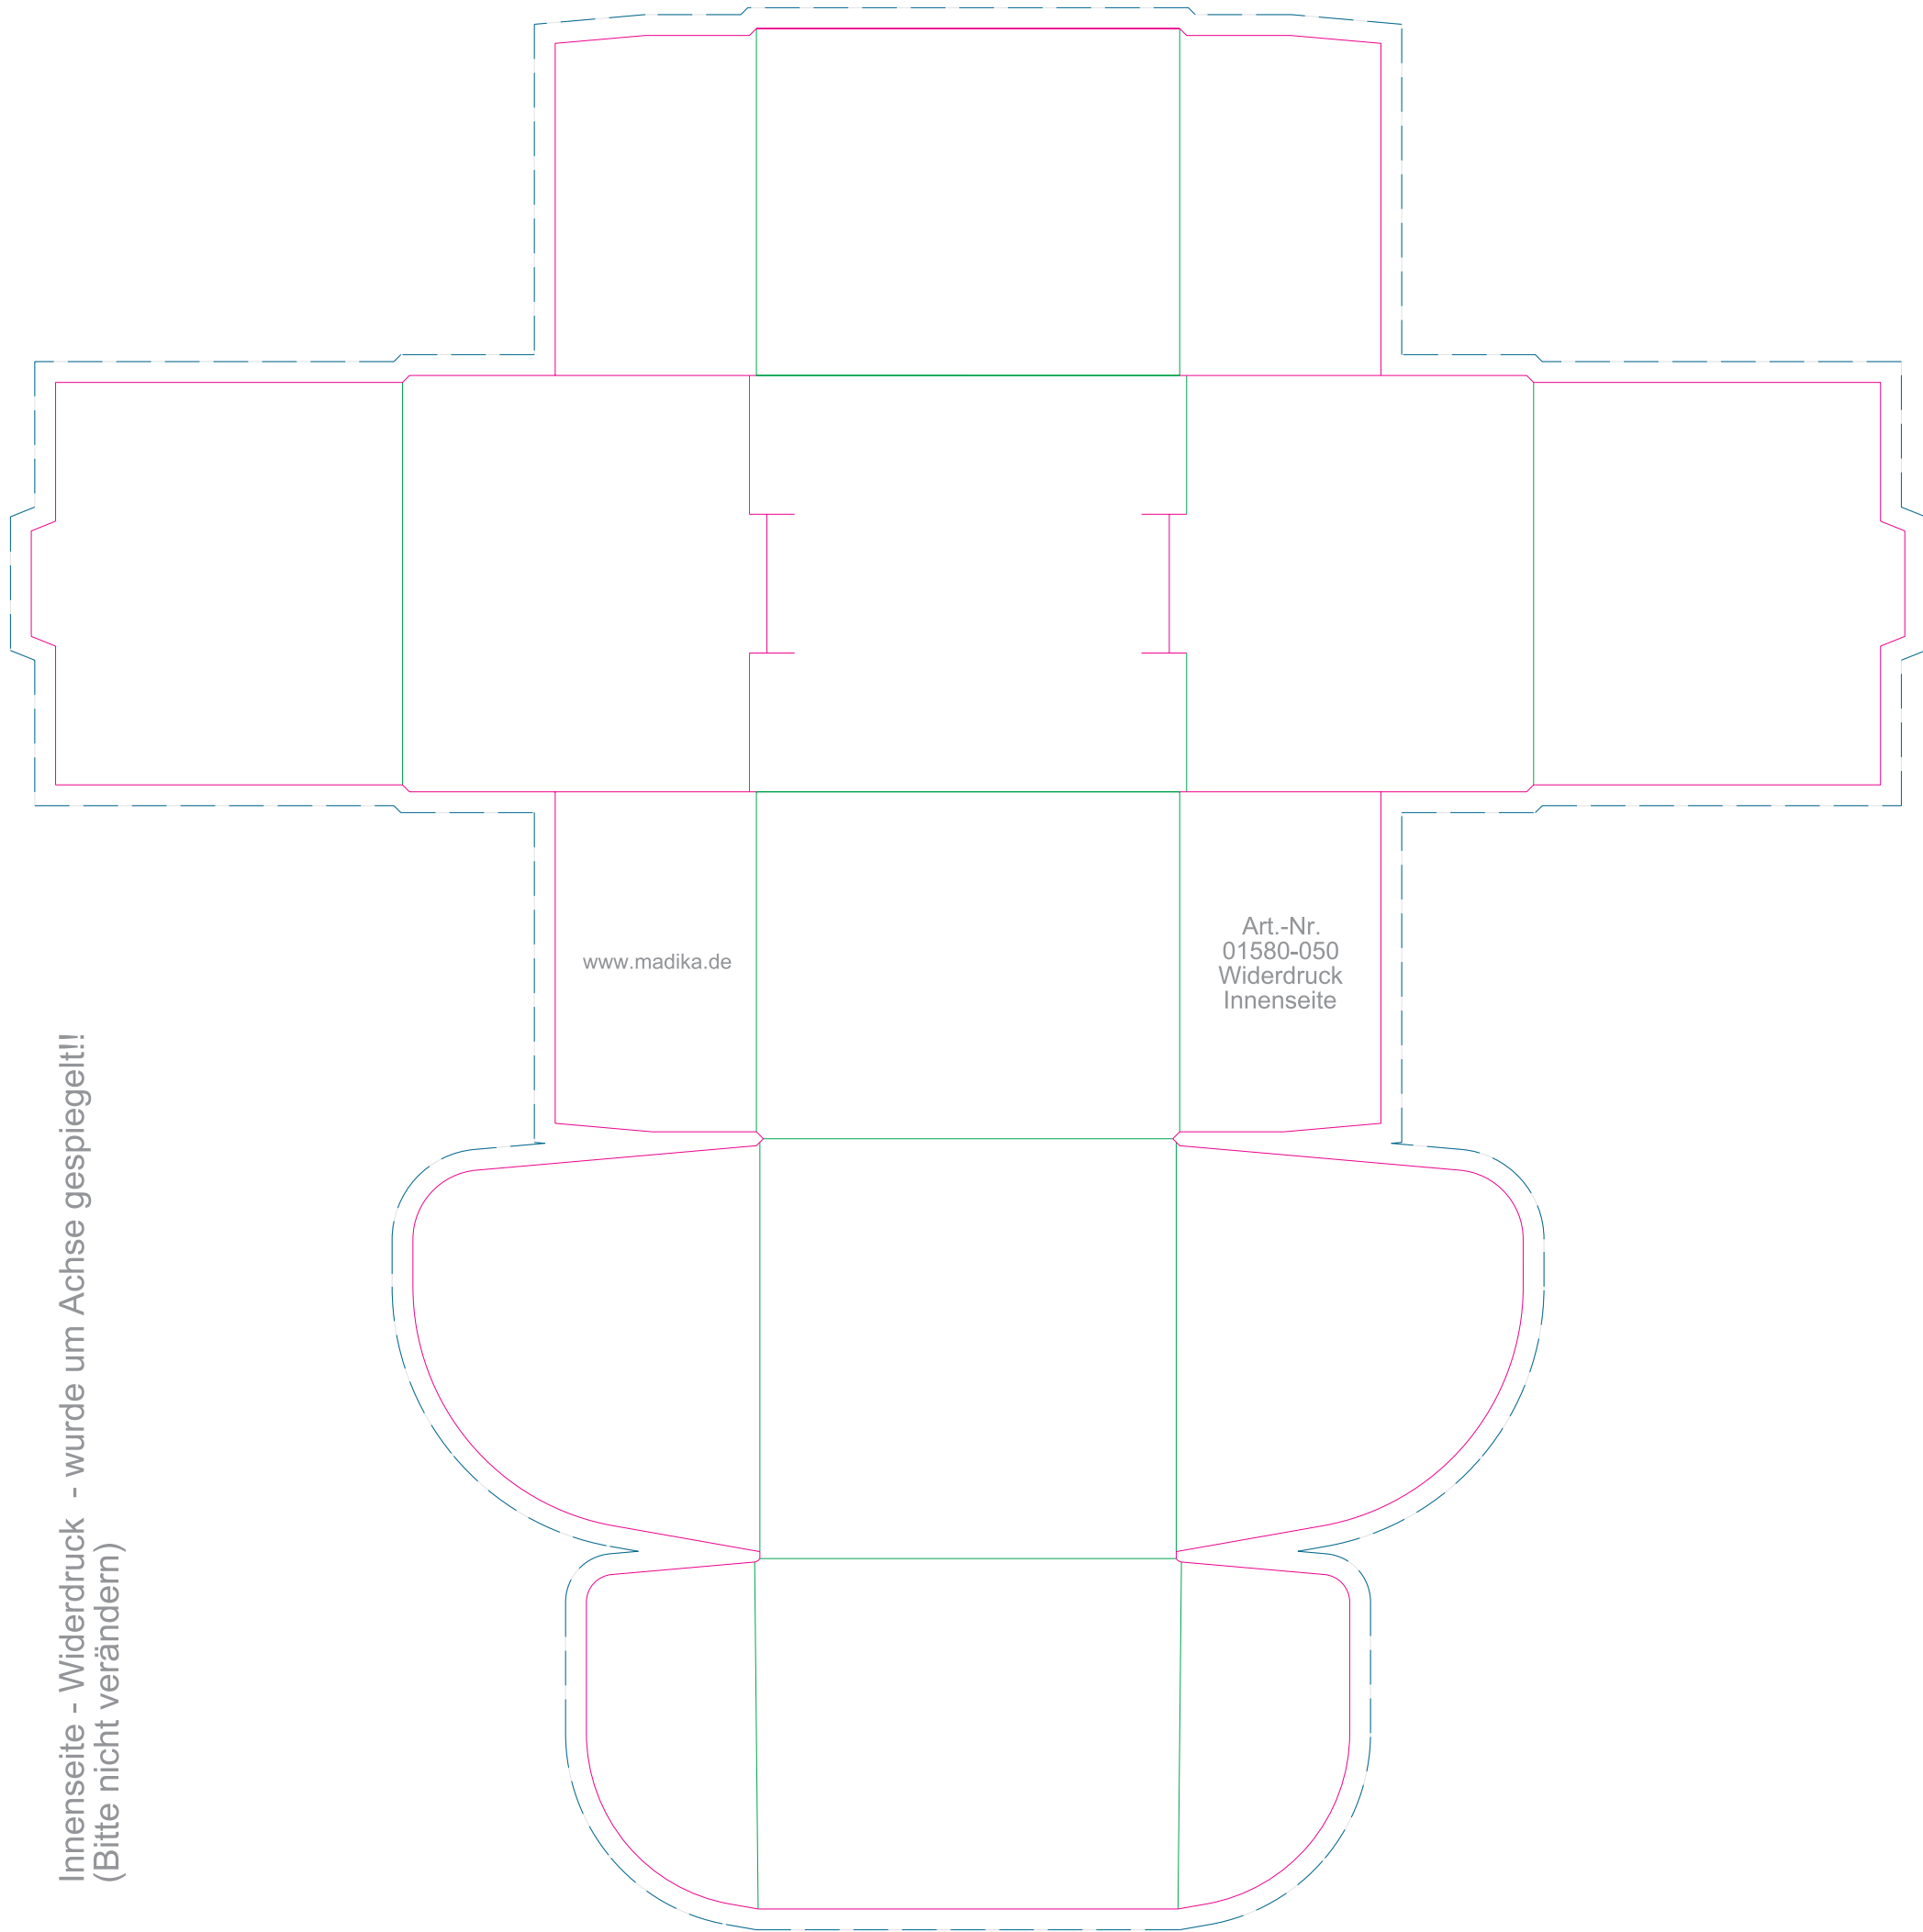 www.madika.de
Art.-Nr.
01580-050
Widerdruck
Innenseite
Innenseite - Widerdruck - wurde um Achse gespiegelt!!
(Bitte nicht verändern)